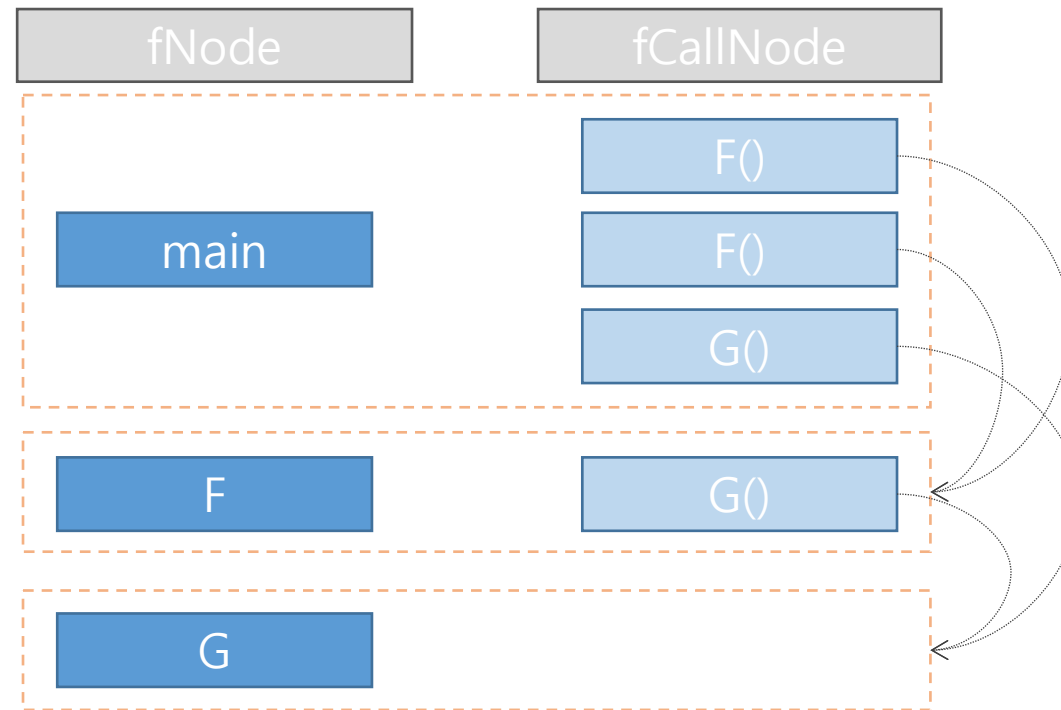 fNode
fCallNode
F()
main
F()
G()
F
G()
G